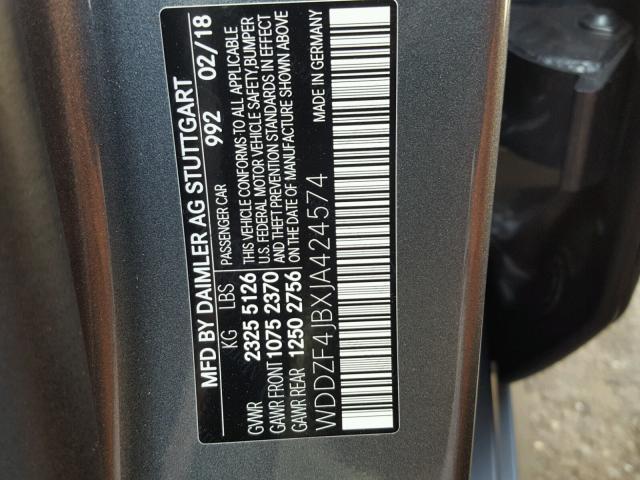 MFD BY DAIMLER AG STUTTGART
992 02/18
KG LBS PASSENGER CAR
GVWR 2325 5126
GAWR FRONT 1075 2370
GAWR REAR 1250 2756
THIS VEHICLE CONFORMS TO ALL APPLICABLE
U.S. FEDERAL MOTOR VEHICLE SAFETY,BUMPER
AND THEFT PREVENTION STANDARDS IN EFFECT
ON THE DATE OF MANUFACTURE SHOWN ABOVE
MADE IN GERMANY
WDDZF4JBXJA424574